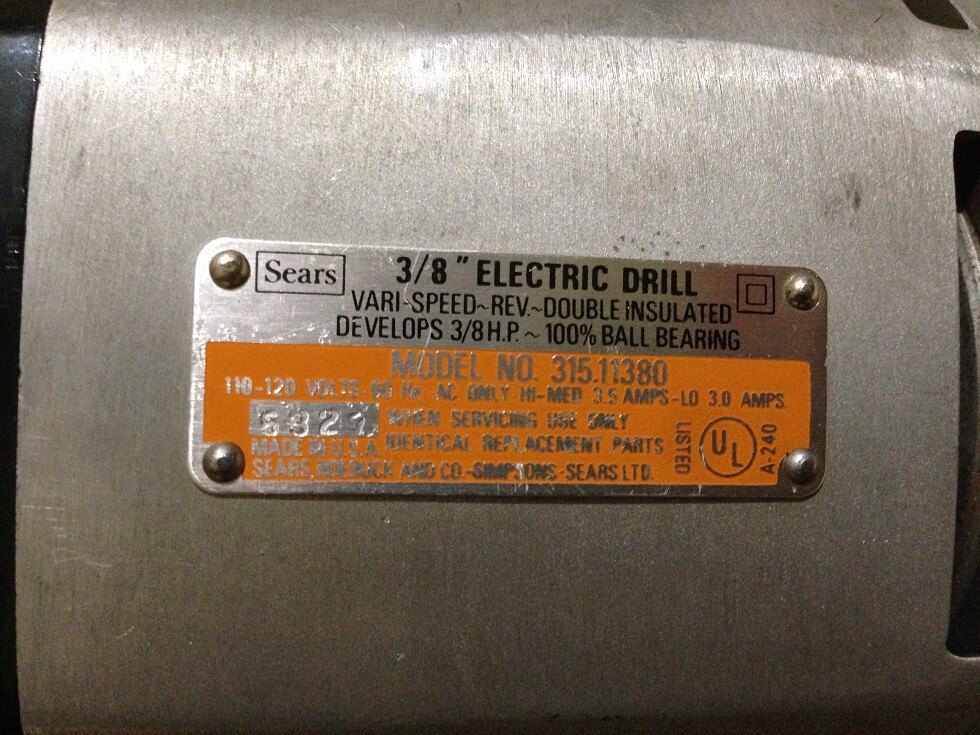 Sears
3/8" ELECTRIC DRILL
VARI-SPEED~REV.~DOUBLE INSULATED
DEVELOPS 3/8 H.P. ~ 100% BALL BEARING
MODEL NO. 315.11380
110-120 VOLTS 60 Hz AC ONLY-HI-MED 3.5 AMPS-LO 3.0 AMPS.
WHEN SERVICING USE ONLY
MADE IN U.S.A. IDENTICAL REPLACEMENT PARTS
SEARS, ROEBUCK AND CO.-SIMPSONS-SEARS LTD.
LISTED
UL
A-240